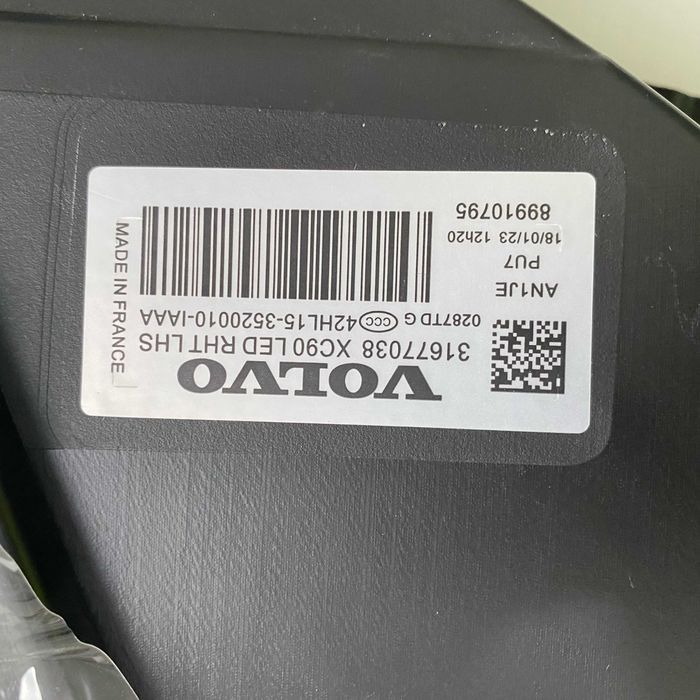 VOLVO
31677038 XC90 LED RHT LHS
0287TD G CCC 42HL15-3520010-IAAA
AN1JE
PU7
18/01/23 12h20
89910795
MADE IN FRANCE